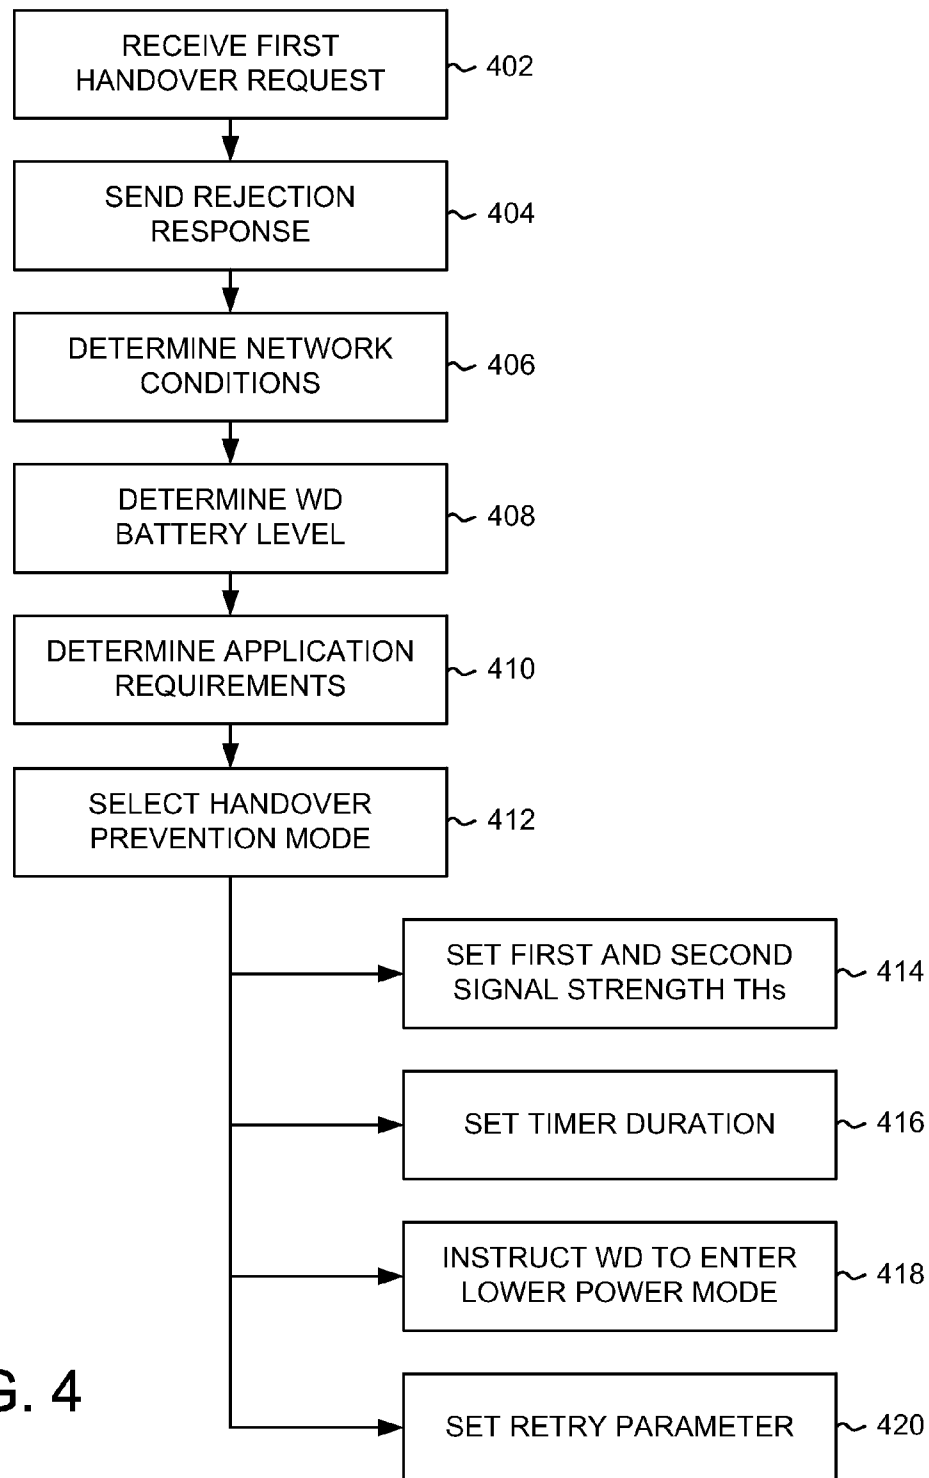 RECEIVE FIRST
HANDOVER REQUEST
402
SEND REJECTION
RESPONSE
404
DETERMINE NETWORK
CONDITIONS
406
DETERMINE WD
BATTERY LEVEL
408
DETERMINE APPLICATION
REQUIREMENTS
410
SELECT HANDOVER
PREVENTION MODE
412
SET FIRST AND SECOND
SIGNAL STRENGTH THs
414
SET TIMER DURATION
416
INSTRUCT WD TO ENTER
LOWER POWER MODE
418
SET RETRY PARAMETER
420
G. 4